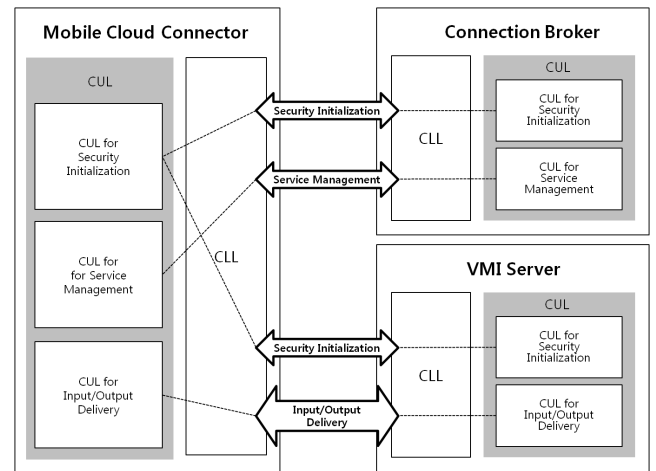 Mobile Cloud Connector
CUL
CUL for
Security
Initialization
CUL for
for Service
Management
CUL for
Input/Output
Delivery
CLL
Security Initialization
Service Management
Security Initialization
Input/Output
Delivery
Connection Broker
CLL
CUL
CUL for
Security
Initialization
CUL for
Service
Management
VMI Server
CLL
CUL
CUL for
Security
Initialization
CUL for
Input/Output
Delivery